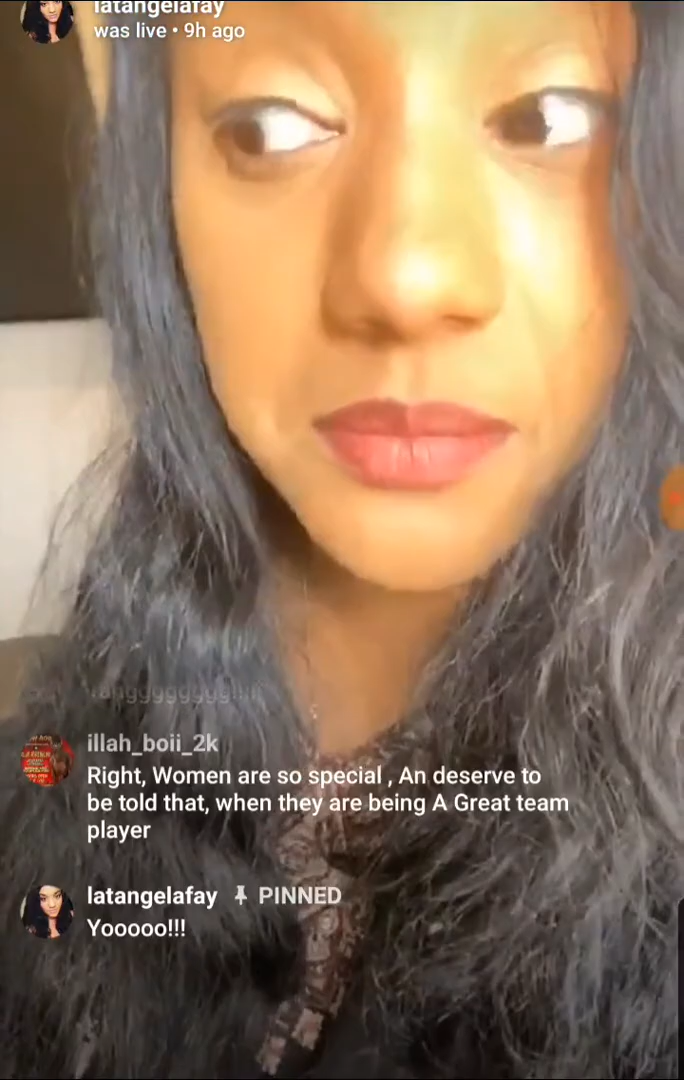 latangelafay
was live • 9h ago
illah_boii_2k
Right, Women are so special , An deserve to
be told that, when they are being A Great team
player
latangelafay PINNED
Yooooo!!!